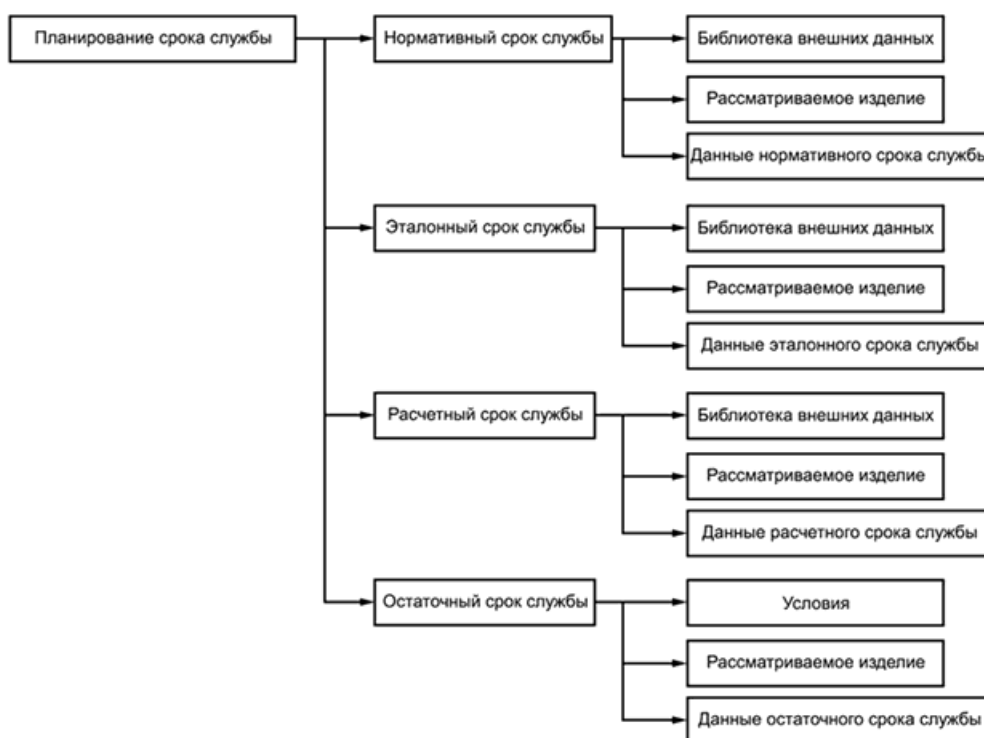 Планирование срока службы
Нормативный срок службы
Библиотека внешних данных
Рассматриваемое изделие
Данные нормативного срока службы
Эталонный срок службы
Библиотека внешних данных
Рассматриваемое изделие
Данные эталонного срока службы
Расчетный срок службы
Библиотека внешних данных
Рассматриваемое изделие
Данные расчетного срока службы
Остаточный срок службы
Условия
Рассматриваемое изделие
Данные остаточного срока службы